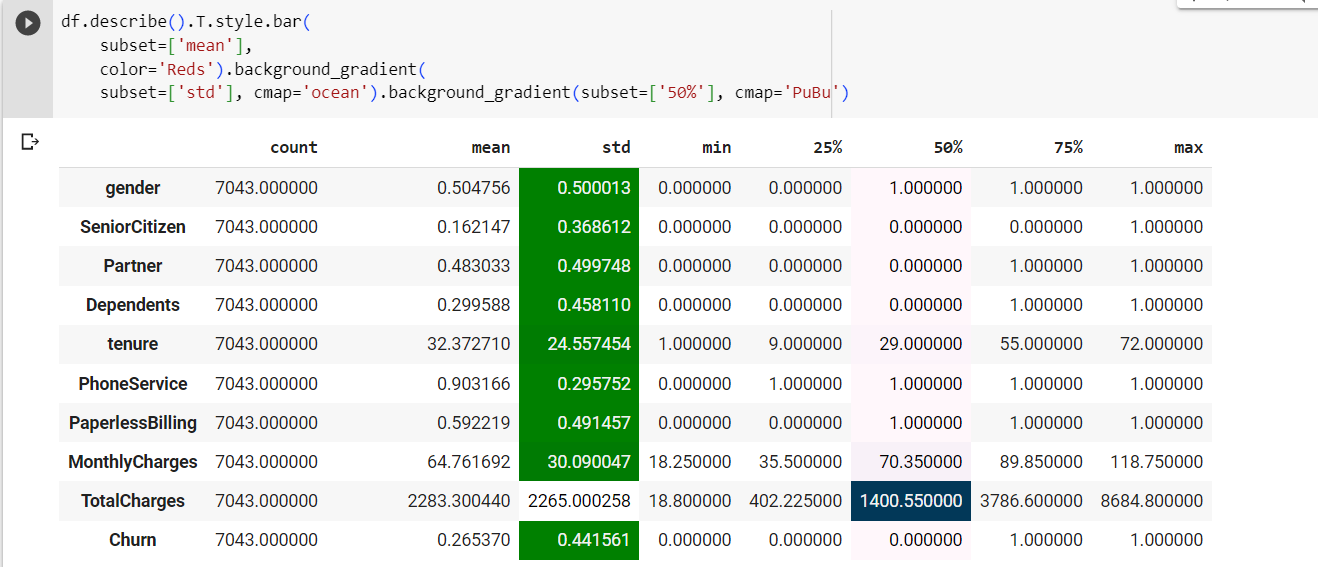 df.describe().T.style.bar(
subset=['mean'],
color='Reds').background_gradient(
subset=['std'], cmap='ocean').background_gradient(subset=['50%'], cmap='PuBu')
count mean std min 25% 50% 75% max
gender 7043.000000 0.504756 0.500013 0.000000 0.000000 1.000000 1.000000 1.000000
SeniorCitizen 7043.000000 0.162147 0.368612 0.000000 0.000000 0.000000 0.000000 1.000000
Partner 7043.000000 0.483033 0.499748 0.000000 0.000000 0.000000 1.000000 1.000000
Dependents 7043.000000 0.299588 0.458110 0.000000 0.000000 0.000000 1.000000 1.000000
tenure 7043.000000 32.372710 24.557454 1.000000 9.000000 29.000000 55.000000 72.000000
PhoneService 7043.000000 0.903166 0.295752 0.000000 1.000000 1.000000 1.000000 1.000000
PaperlessBilling 7043.000000 0.592219 0.491457 0.000000 0.000000 1.000000 1.000000 1.000000
MonthlyCharges 7043.000000 64.761692 30.090047 18.250000 35.500000 70.350000 89.850000 118.750000
TotalCharges 7043.000000 2283.300440 2265.000258 18.800000 402.225000 1400.550000 3786.600000 8684.800000
Churn 7043.000000 0.265370 0.441561 0.000000 0.000000 0.000000 1.000000 1.000000